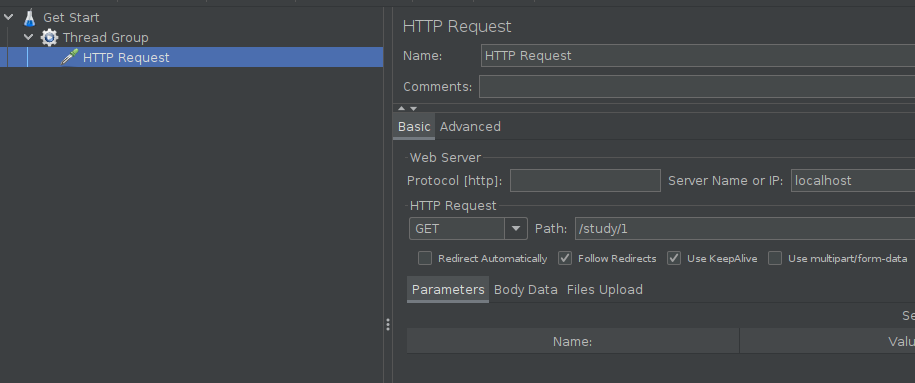 Get Start
Thread Group
HTTP Request
HTTP Request
Name: HTTP Request
Comments:
Basic Advanced
Web Server
Protocol [http]: Server Name or IP: localhost
HTTP Request
GET Path: /study/1
Redirect Automatically Follow Redirects Use KeepAlive Use multipart/form-data
Parameters Body Data Files Upload
Se
Name: Valu